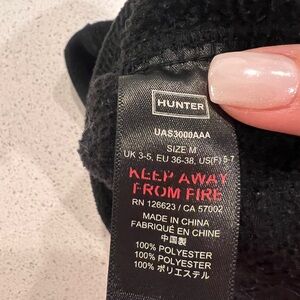 HUNTER
UAS3000AAA
SIZE M
UK 3-5, EU 36-38, US(F) 5-7
KEEP AWAY
FROM FIRE
RN 126623 / CA 57002
MADE IN CHINA
FABRIQUÉ EN CHINE
中国製
100% POLYESTER
100% POLYESTER
100% ポリエステル